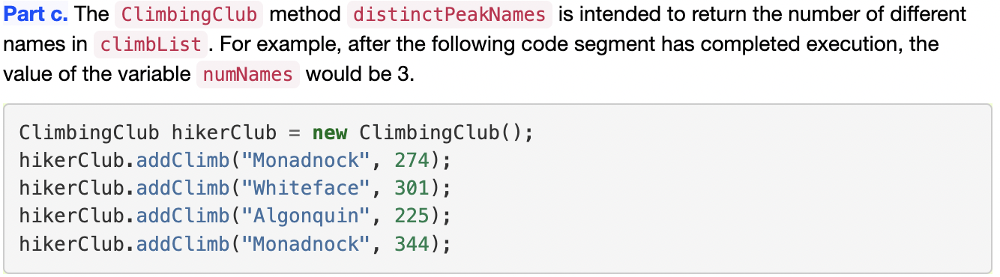 Part c. The ClimbingClub method distinctPeakNames is intended to return the number of different
names in climbList . For example, after the following code segment has completed execution, the
value of the variable numNames would be 3.
ClimbingClub hikerClub = new ClimbingClub();
hikerClub.addClimb("Monadnock", 274);
hikerClub.addClimb("Whiteface", 301);
hikerClub.addClimb("Algonquin", 225);
hikerClub.addClimb("Monadnock", 344);